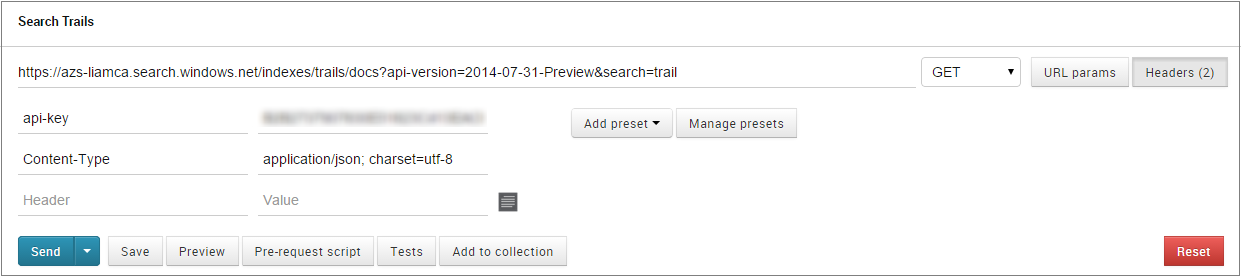 Search Trails
https://azs-liamca.search.windows.net/indexes/trails/docs?api-version=2014-07-31-Preview&search=trail GET URL params Headers (2)
api-key Add preset Manage presets
Content-Type application/json; charset=utf-8
Header Value
Send Save Preview Pre-request script Tests Add to collection Reset